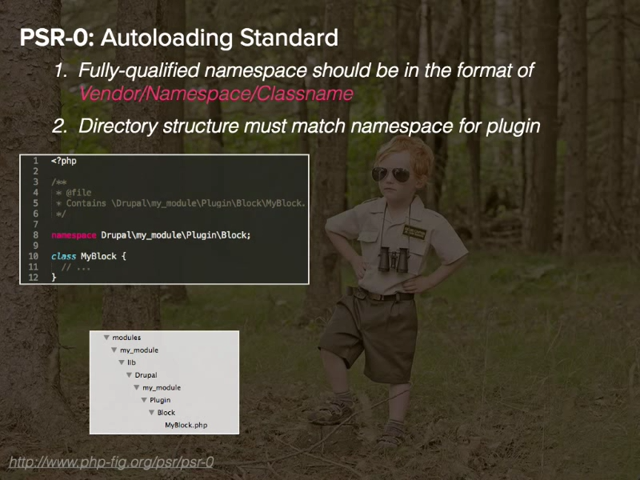 PSR-0: Autoloading Standard
1. Fully-qualified namespace should be in the format of
Vendor/Namespace/Classname
2. Directory structure must match namespace for plugin
1 <?php
2
3 /**
4 * @file
5 * Contains \Drupal\my_module\Plugin\Block\MyBlock.
6 */
7
8 namespace Drupal\my_module\Plugin\Block;
9
10 class MyBlock {
11 // ...
12 }
modules
my_module
lib
Drupal
my_module
Plugin
Block
MyBlock.php
http://www.php-fig.org/psr/psr-0